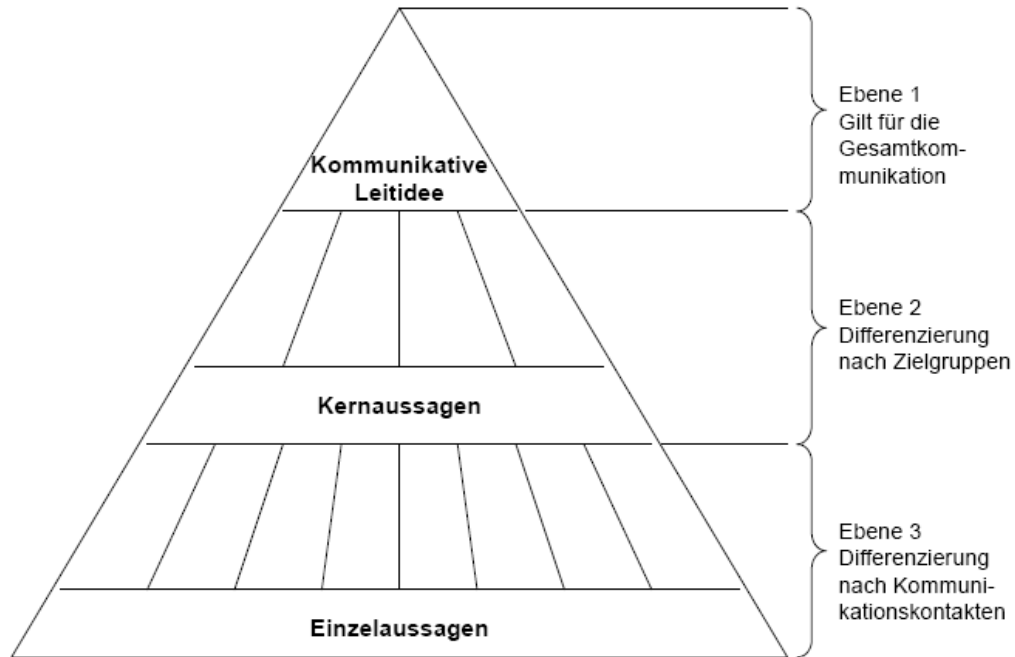 Ebene 1
Gilt für die
Gesamtkom-
munikation
Kommunikative
Leitidee
Ebene 2
Differenzierung
nach Zielgruppen
Kernaussagen
Ebene 3
Differenzierung
nach Kommuni-
kationskontakten
Einzelaussagen